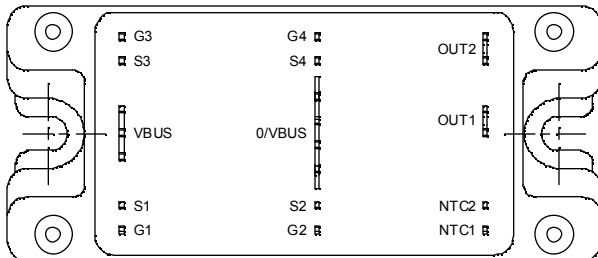 G3 G4
OUT2
S3 S4
OUT1
VBUS 0/VBUS
S1 S2 NTC2
G1 G2 NTC1